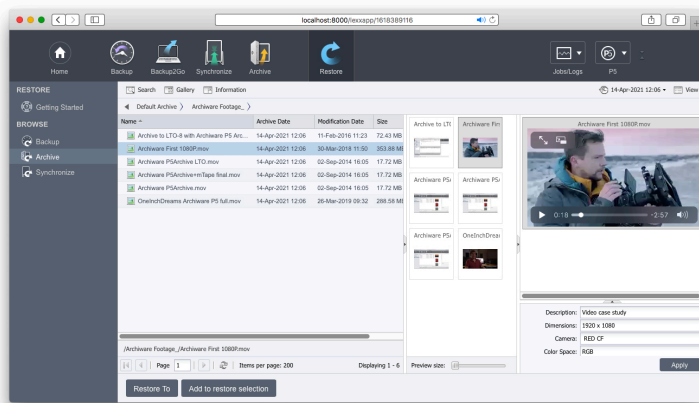 localhost:8000/lexxapp/1618389116
Home
Backup
Backup2Go
Synchronize
Archive
Restore
Jobs/Logs
P5
RESTORE
Getting Started
BROWSE
Backup
Archive
Synchronize
Search Gallery Information
14-Apr-2021 12:06
View
Default Archive
Archiware Footage_
Name Archive Date Modification Date Size
Archive to LTO-8 with Archiware P5 Arc... 14-Apr-2021 12:06 11-Feb-2016 11:23 72.43 MB
Archiware First 1080P.mov 14-Apr-2021 12:06 30-Mar-2018 11:50 353.86 MB
Archiware P5Archive LTO.mov 14-Apr-2021 12:06 02-Sep-2014 16:05 17.72 MB
Archiware P5Archive+mTape final.mov 14-Apr-2021 12:06 02-Sep-2014 16:05 17.72 MB
Archiware P5Archive.mov 14-Apr-2021 12:06 02-Sep-2014 16:05 17.72 MB
OneInchDreams Archiware P5 full.mov 14-Apr-2021 12:06 26-Mar-2019 09:32 288.58 MB
/Archiware Footage_/Archiware First 1080P.mov
Page 1
Items per page: 200
Displaying 1 - 6
Archive to LTO
Archiware Fin
Archiware P5
Archiware P5
Archiware P5
OneInchDrea
Preview size:
Archiware First 1080P.mov
0:18
-2:57
Description: Video case study
Dimensions: 1920 x 1080
Camera: RED CF
Color Space: RGB
Apply
Restore To
Add to restore selection